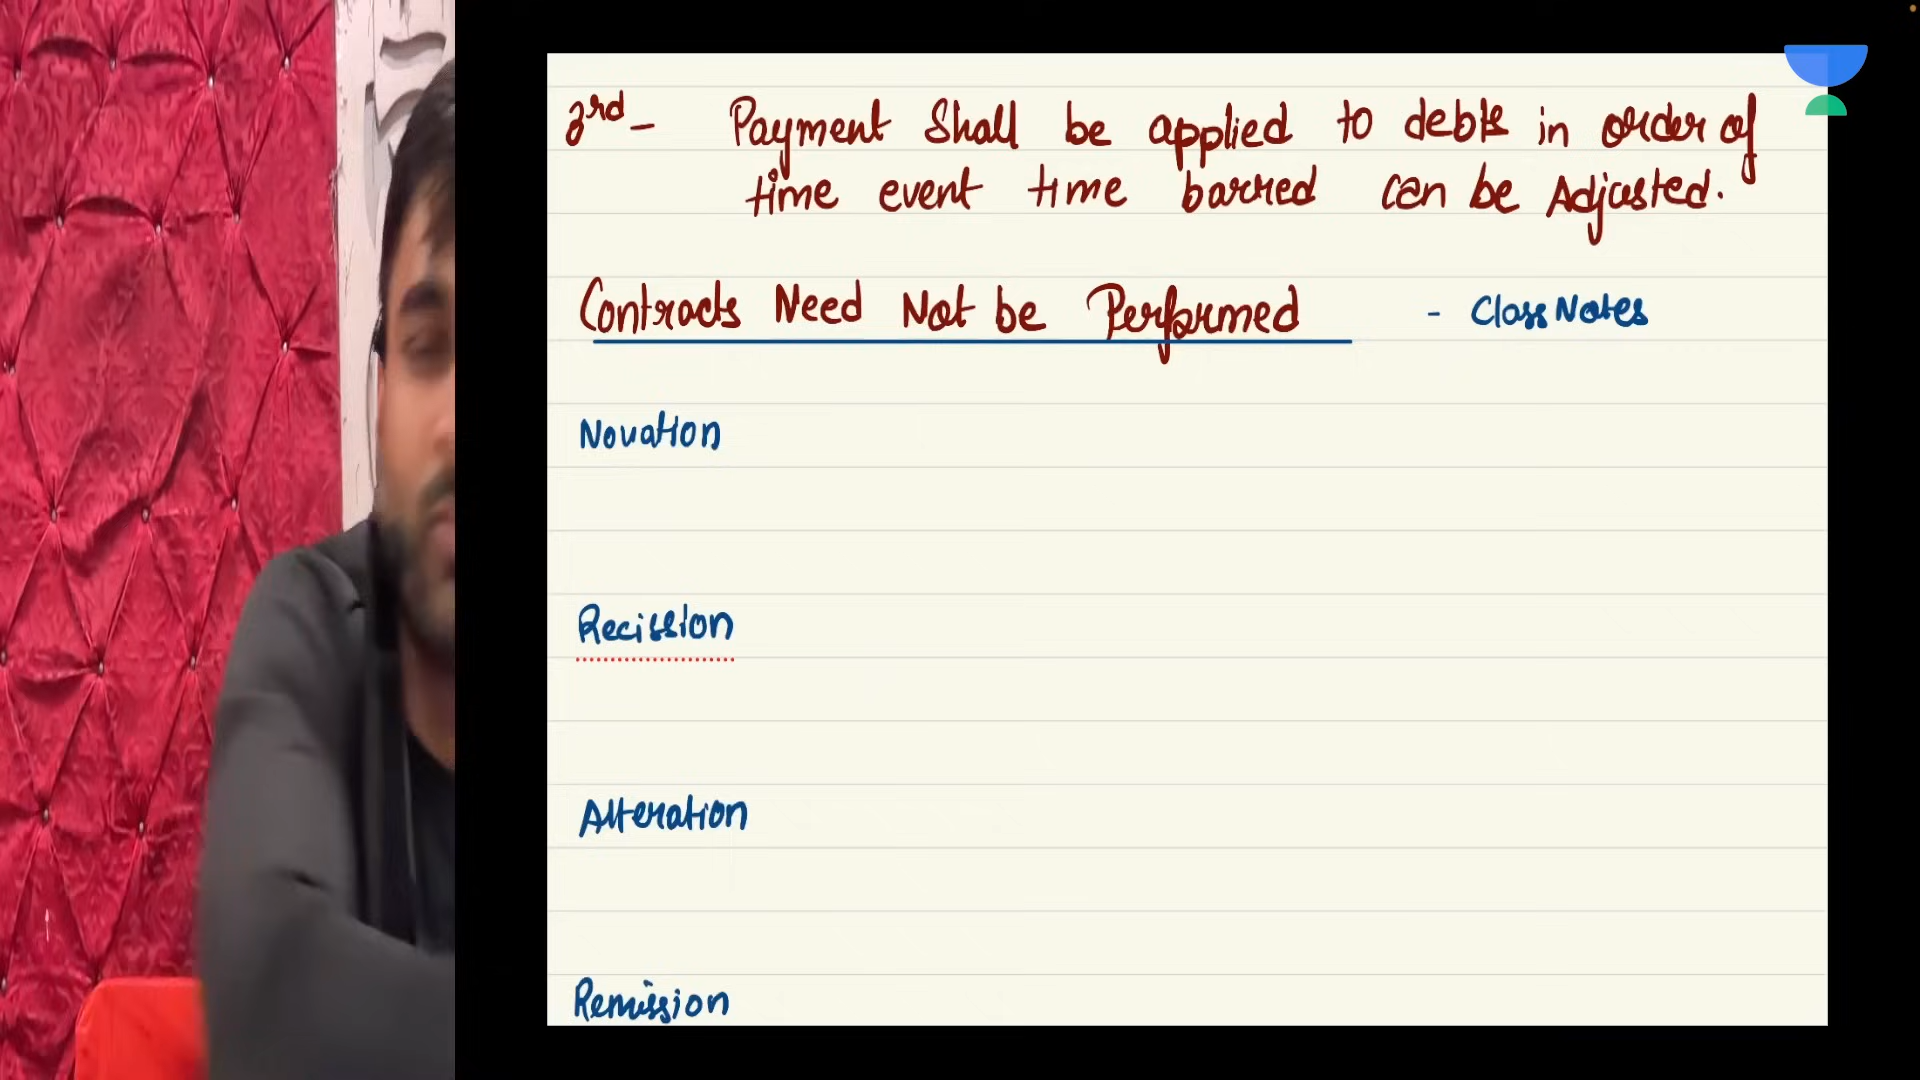 3rd - Payment Shall be applied to debts in order of
time event time barred can be Adjusted.
Contracts Need Not be Performed - Class Notes
Novation
Recission
Alteration
Remission